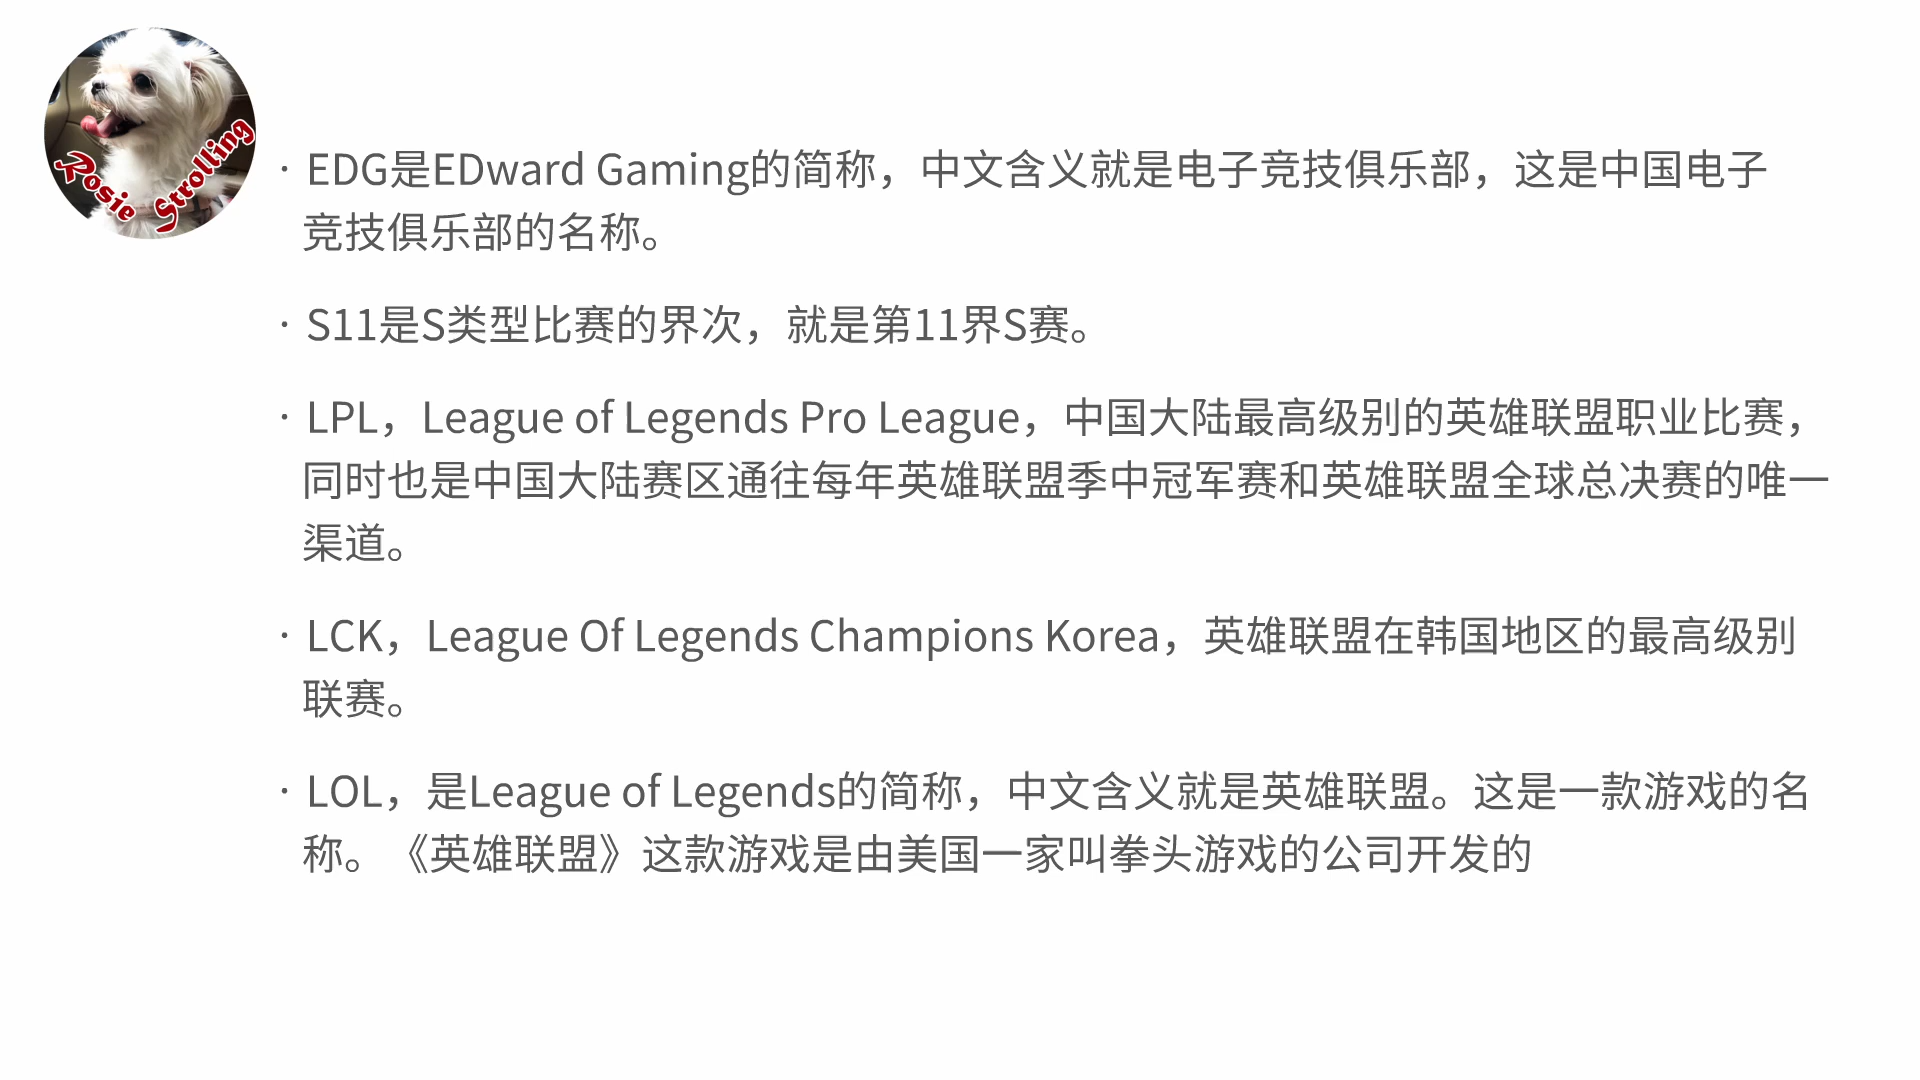 Rosie Strolling
· EDG是EDward Gaming的简称，中文含义就是电子竞技俱乐部，这是中国电子
竞技俱乐部的名称。
· S11是S类型比赛的界次，就是第11界S赛。
· LPL，League of Legends Pro League，中国大陆最高级别的英雄联盟职业比赛，
同时也是中国大陆赛区通往每年英雄联盟季中冠军赛和英雄联盟全球总决赛的唯一
渠道。
· LCK，League Of Legends Champions Korea，英雄联盟在韩国地区的最高级别
联赛。
· LOL，是League of Legends的简称，中文含义就是英雄联盟。这是一款游戏的名
称。《英雄联盟》这款游戏是由美国一家叫拳头游戏的公司开发的